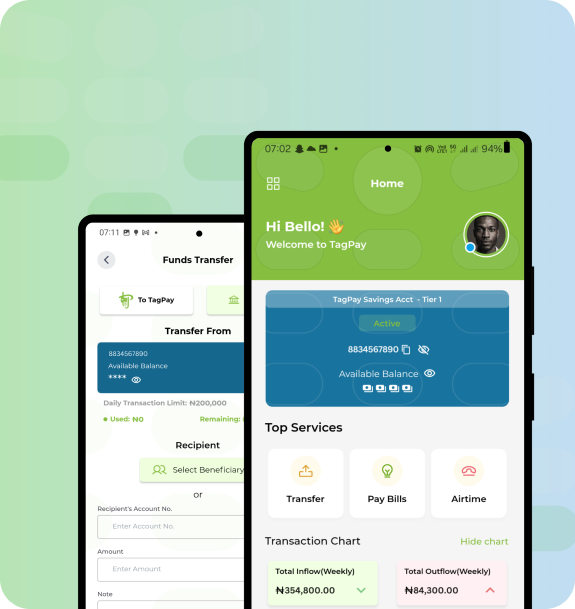 07:11
Funds Transfer
To TagPay
Transfer From
8834567890
Available Balance
****
Daily Transaction Limit: ₦200,000
Used: ₦0
Remaining:
Recipient
Select Beneficiary
or
Recipient's Account No.
Enter Account No.
Amount
Enter Amount
Note
07:02
94%
Home
Hi Bello! 👋
Welcome to TagPay
TagPay Savings Acct - Tier 1
Active
8834567890
Available Balance
Top Services
Transfer
Pay Bills
Airtime
Transaction Chart
Hide chart
Total Inflow(Weekly)
₦354,800.00
Total Outflow(Weekly)
₦84,300.00